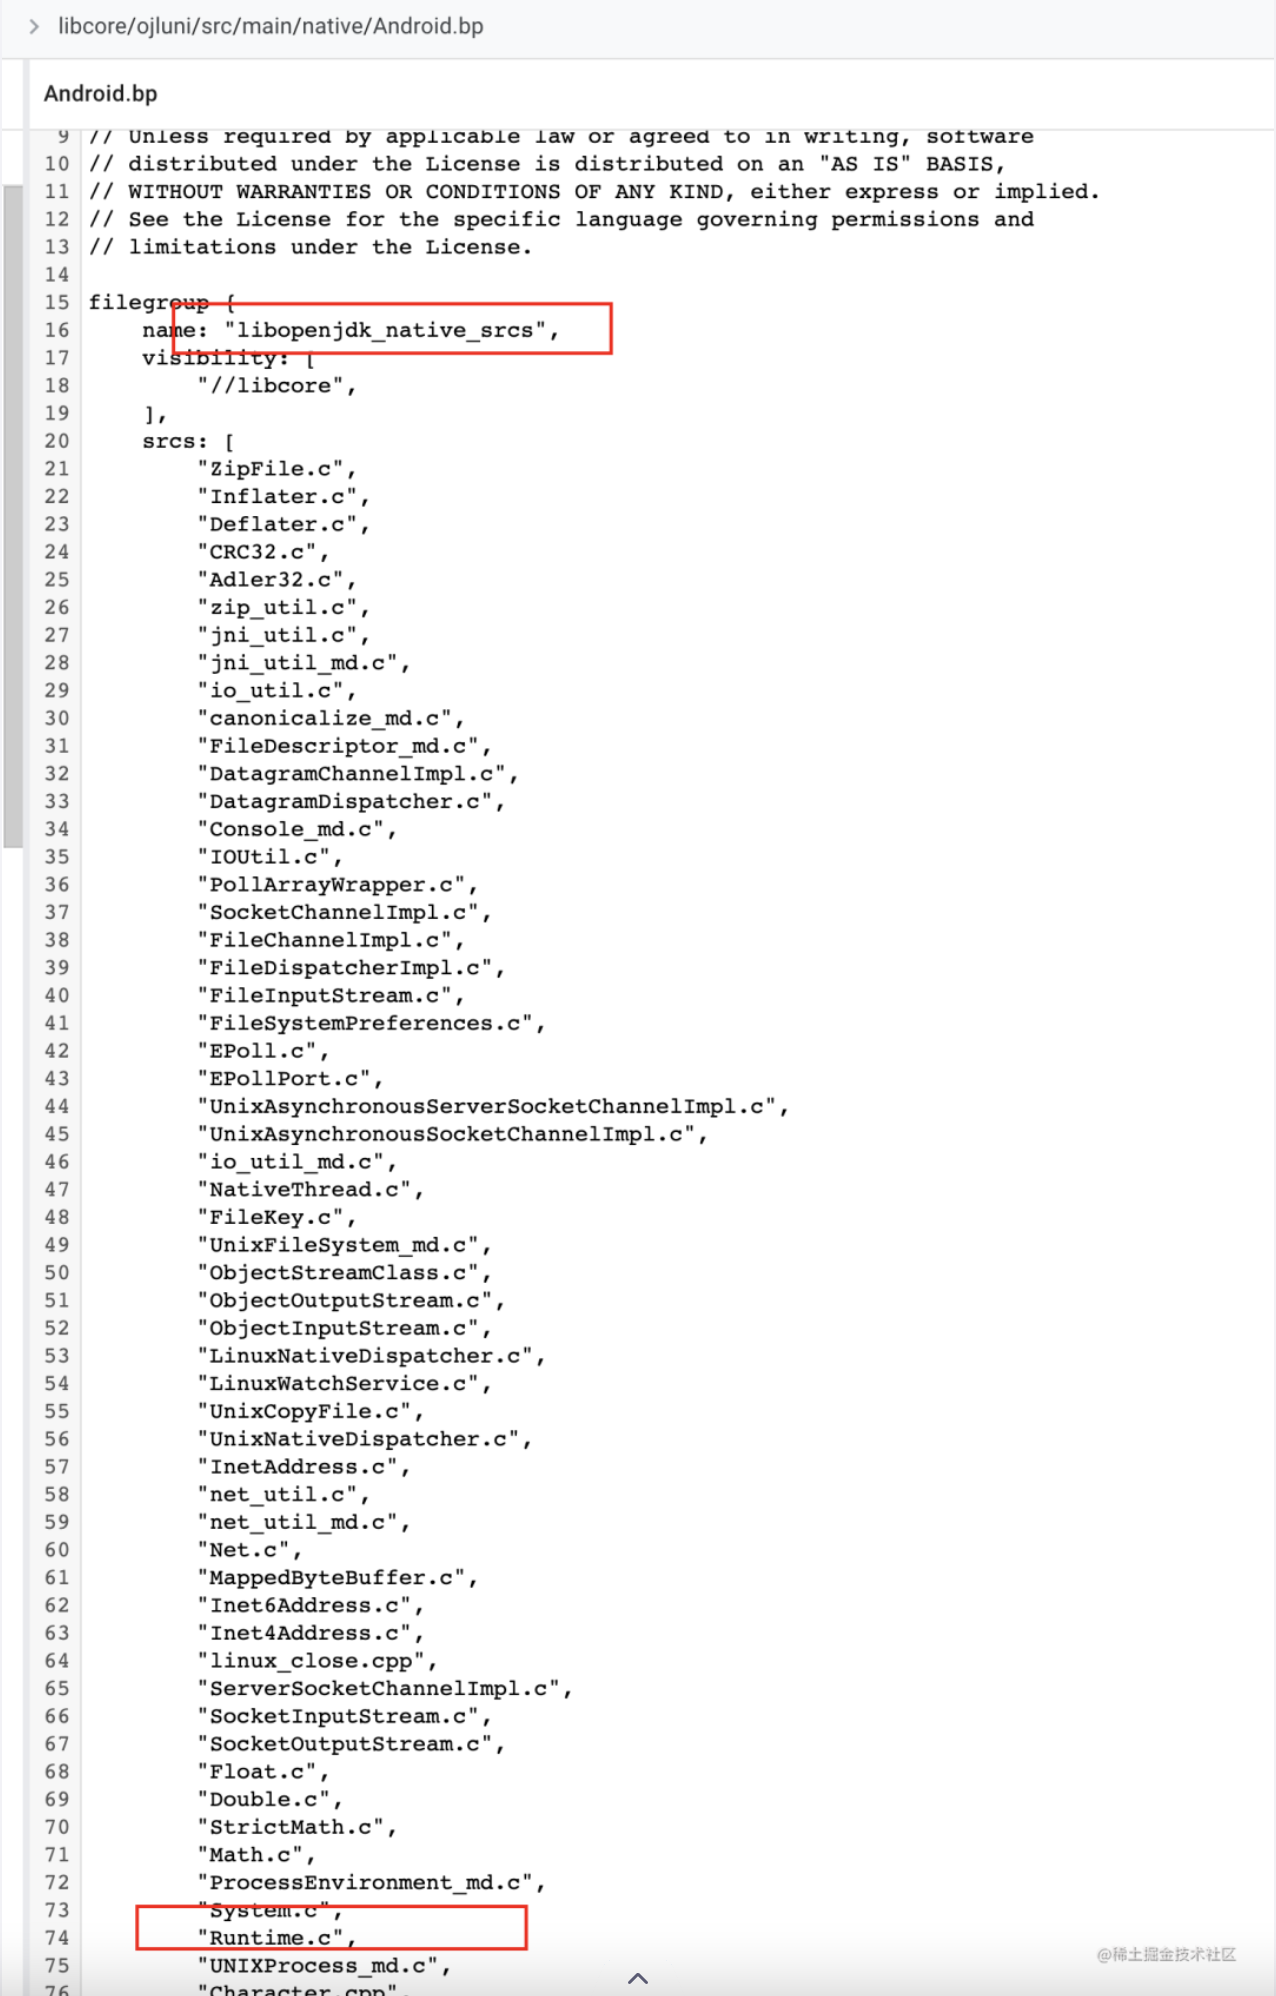 libcore/ojluni/src/main/native/Android.bp
Android.bp
9 // Unless required by applicable law or agreed to in writing, software
10 // distributed under the License is distributed on an "AS IS" BASIS,
11 // WITHOUT WARRANTIES OR CONDITIONS OF ANY KIND, either express or implied.
12 // See the License for the specific language governing permissions and
13 // limitations under the License.
14
15 filegroup {
16 name: "libopenjdk_native_srcs",
17 visibility: [
18 "//libcore",
19 ],
20 srcs: [
21 "ZipFile.c",
22 "Inflater.c",
23 "Deflater.c",
24 "CRC32.c",
25 "Adler32.c",
26 "zip_util.c",
27 "jni_util.c",
28 "jni_util_md.c",
29 "io_util.c",
30 "canonicalize_md.c",
31 "FileDescriptor_md.c",
32 "DatagramChannelImpl.c",
33 "DatagramDispatcher.c",
34 "Console_md.c",
35 "IOUtil.c",
36 "PollArrayWrapper.c",
37 "SocketChannelImpl.c",
38 "FileChannelImpl.c",
39 "FileDispatcherImpl.c",
40 "FileInputStream.c",
41 "FileSystemPreferences.c",
42 "EPoll.c",
43 "EPollPort.c",
44 "UnixAsynchronousServerSocketChannelImpl.c",
45 "UnixAsynchronousSocketChannelImpl.c",
46 "io_util_md.c",
47 "NativeThread.c",
48 "FileKey.c",
49 "UnixFileSystem_md.c",
50 "ObjectStreamClass.c",
51 "ObjectOutputStream.c",
52 "ObjectInputStream.c",
53 "LinuxNativeDispatcher.c",
54 "LinuxWatchService.c",
55 "UnixCopyFile.c",
56 "UnixNativeDispatcher.c",
57 "InetAddress.c",
58 "net_util.c",
59 "net_util_md.c",
60 "Net.c",
61 "MappedByteBuffer.c",
62 "Inet6Address.c",
63 "Inet4Address.c",
64 "linux_close.cpp",
65 "ServerSocketChannelImpl.c",
66 "SocketInputStream.c",
67 "SocketOutputStream.c",
68 "Float.c",
69 "Double.c",
70 "StrictMath.c",
71 "Math.c",
72 "ProcessEnvironment_md.c",
73 "System.c",
74 "Runtime.c",
75 "UNIXProcess_md.c",
76 "Character.cpp",
@稀土掘金技术社区